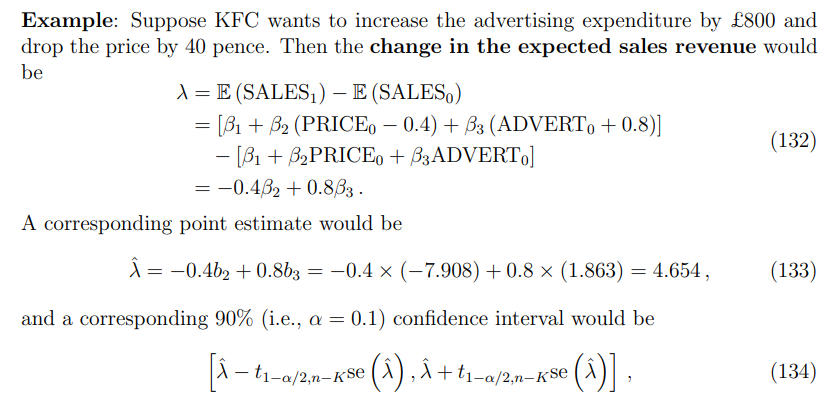 Example: Suppose KFC wants to increase the advertising expenditure by £800 and
drop the price by 40 pence. Then the change in the expected sales revenue would
be
λ = 𝔼 (SALES₁) − 𝔼 (SALES₀)
= [β₁ + β₂ (PRICE₀ − 0.4) + β₃ (ADVERT₀ + 0.8)]
(132)
− [β₁ + β₂PRICE₀ + β₃ADVERT₀]
= −0.4β₂ + 0.8β₃ .
A corresponding point estimate would be
λ̂ = −0.4b₂ + 0.8b₃ = −0.4 × (−7.908) + 0.8 × (1.863) = 4.654 , (133)
and a corresponding 90% (i.e., α = 0.1) confidence interval would be
[λ̂ − t₁₋α/₂,ₙ₋K se (λ̂) , λ̂ + t₁₋α/₂,ₙ₋K se (λ̂)] , (134)